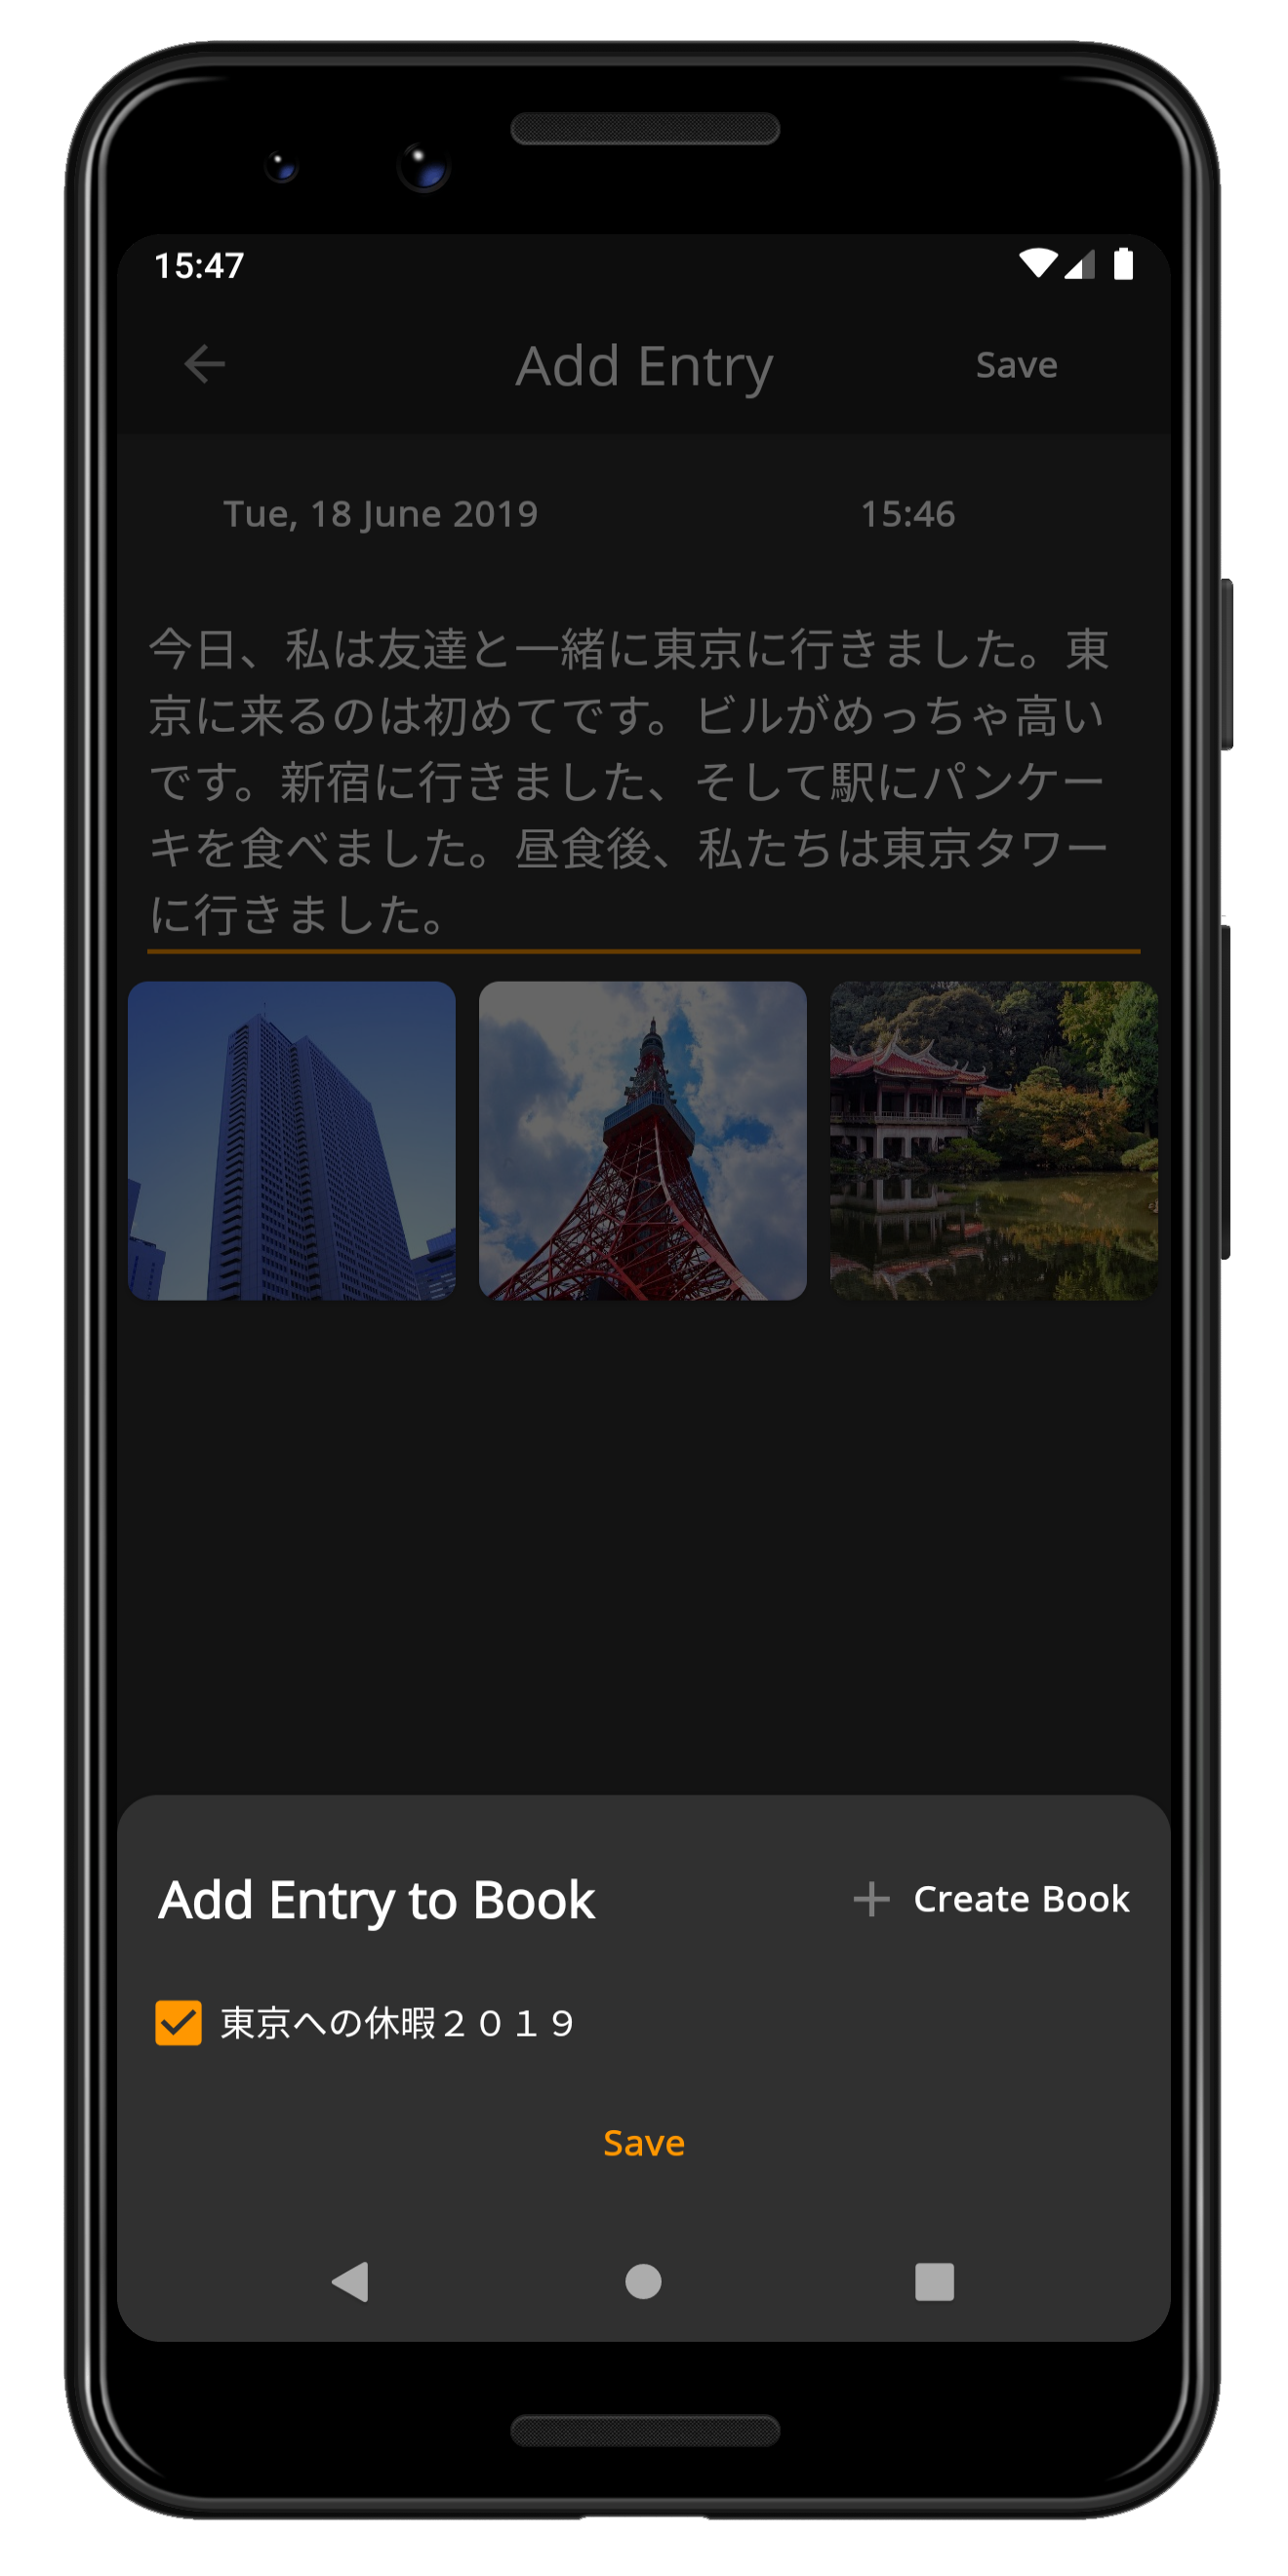 15:47
Add Entry Save
Tue, 18 June 2019 15:46
今日、私は友達と一緒に東京に行きました。東
京に来るのは初めてです。ビルがめっちゃ高い
です。新宿に行きました、そして駅にパンケー
キを食べました。昼食後、私たちは東京タワー
に行きました。
Add Entry to Book + Create Book
東京への休暇２０１９
Save